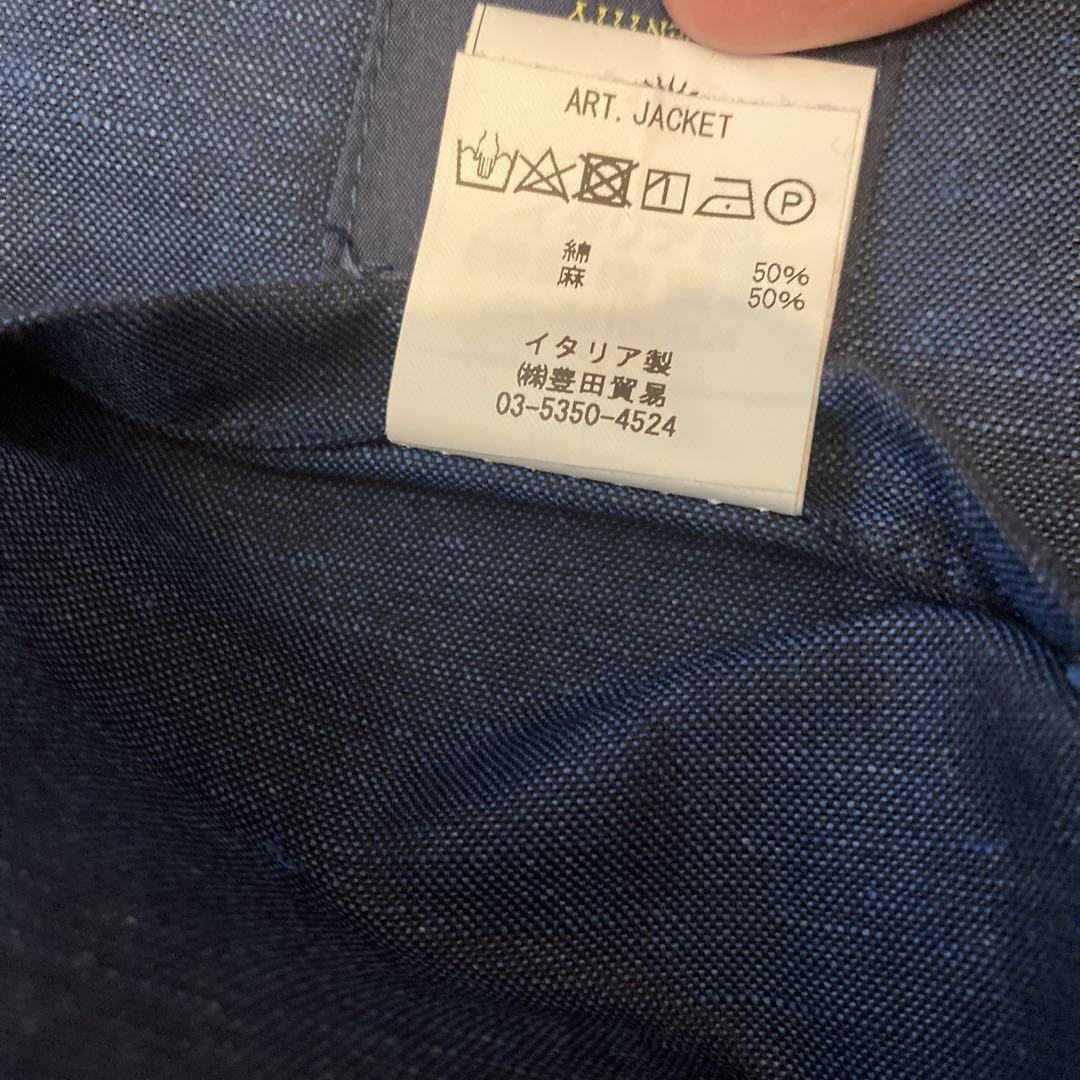 ART. JACKET
P
綿 50%
麻 50%
イタリア製
(株)豊田貿易
03-5350-4524